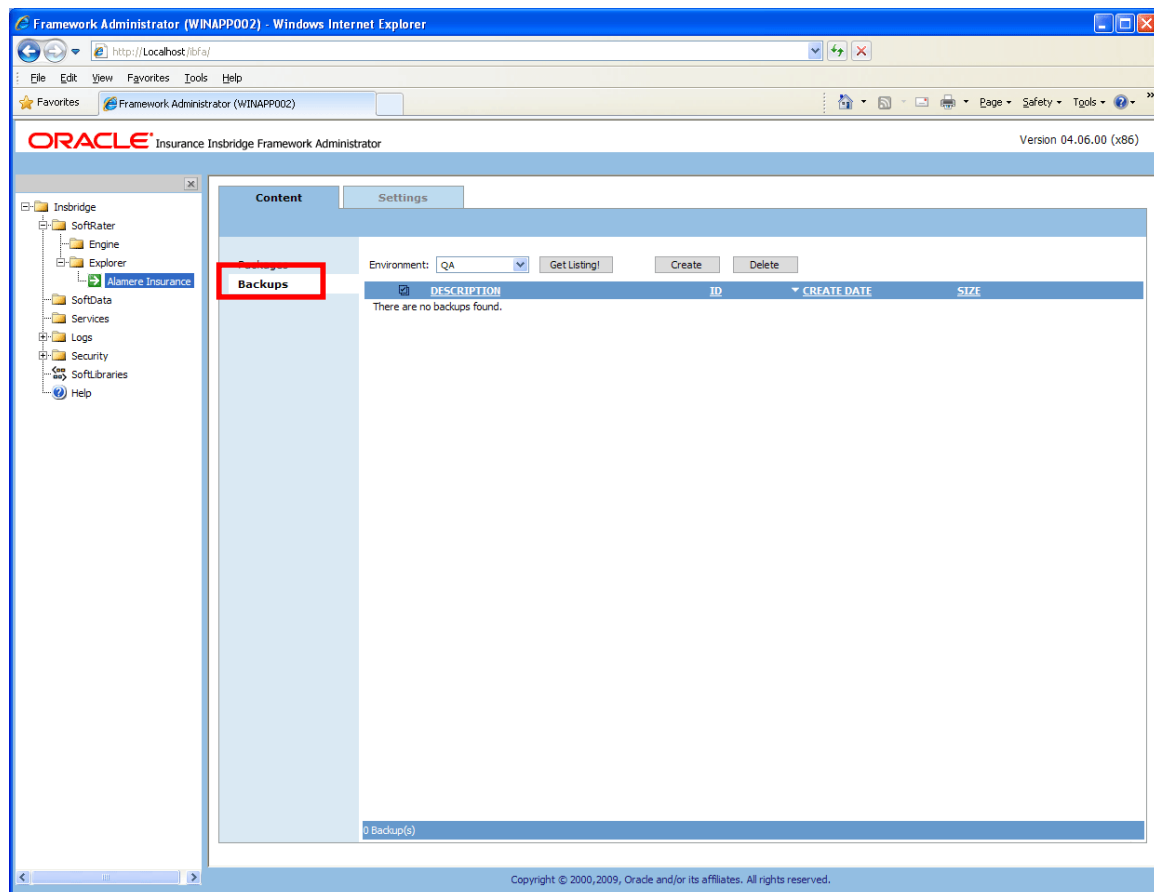 Framework Administrator (WINAPP002) - Windows Internet Explorer
http://Localhost/ibfa/
File Edit View Favorites Tools Help
Favorites Framework Administrator (WINAPP002) Page Safety Tools »
ORACLE Insurance Insbridge Framework Administrator Version 04.06.00 (x86)
Content Settings
Insbridge
SoftRater
Engine
Explorer
Alamere Insurance
SoftData
Services
Logs
Security
SoftLibraries
Help
Packages
Backups
Environment: QA Get Listing! Create Delete
DESCRIPTION ID CREATE DATE SIZE
There are no backups found.
0 Backup(s)
Copyright © 2000,2009, Oracle and/or its affiliates. All rights reserved.